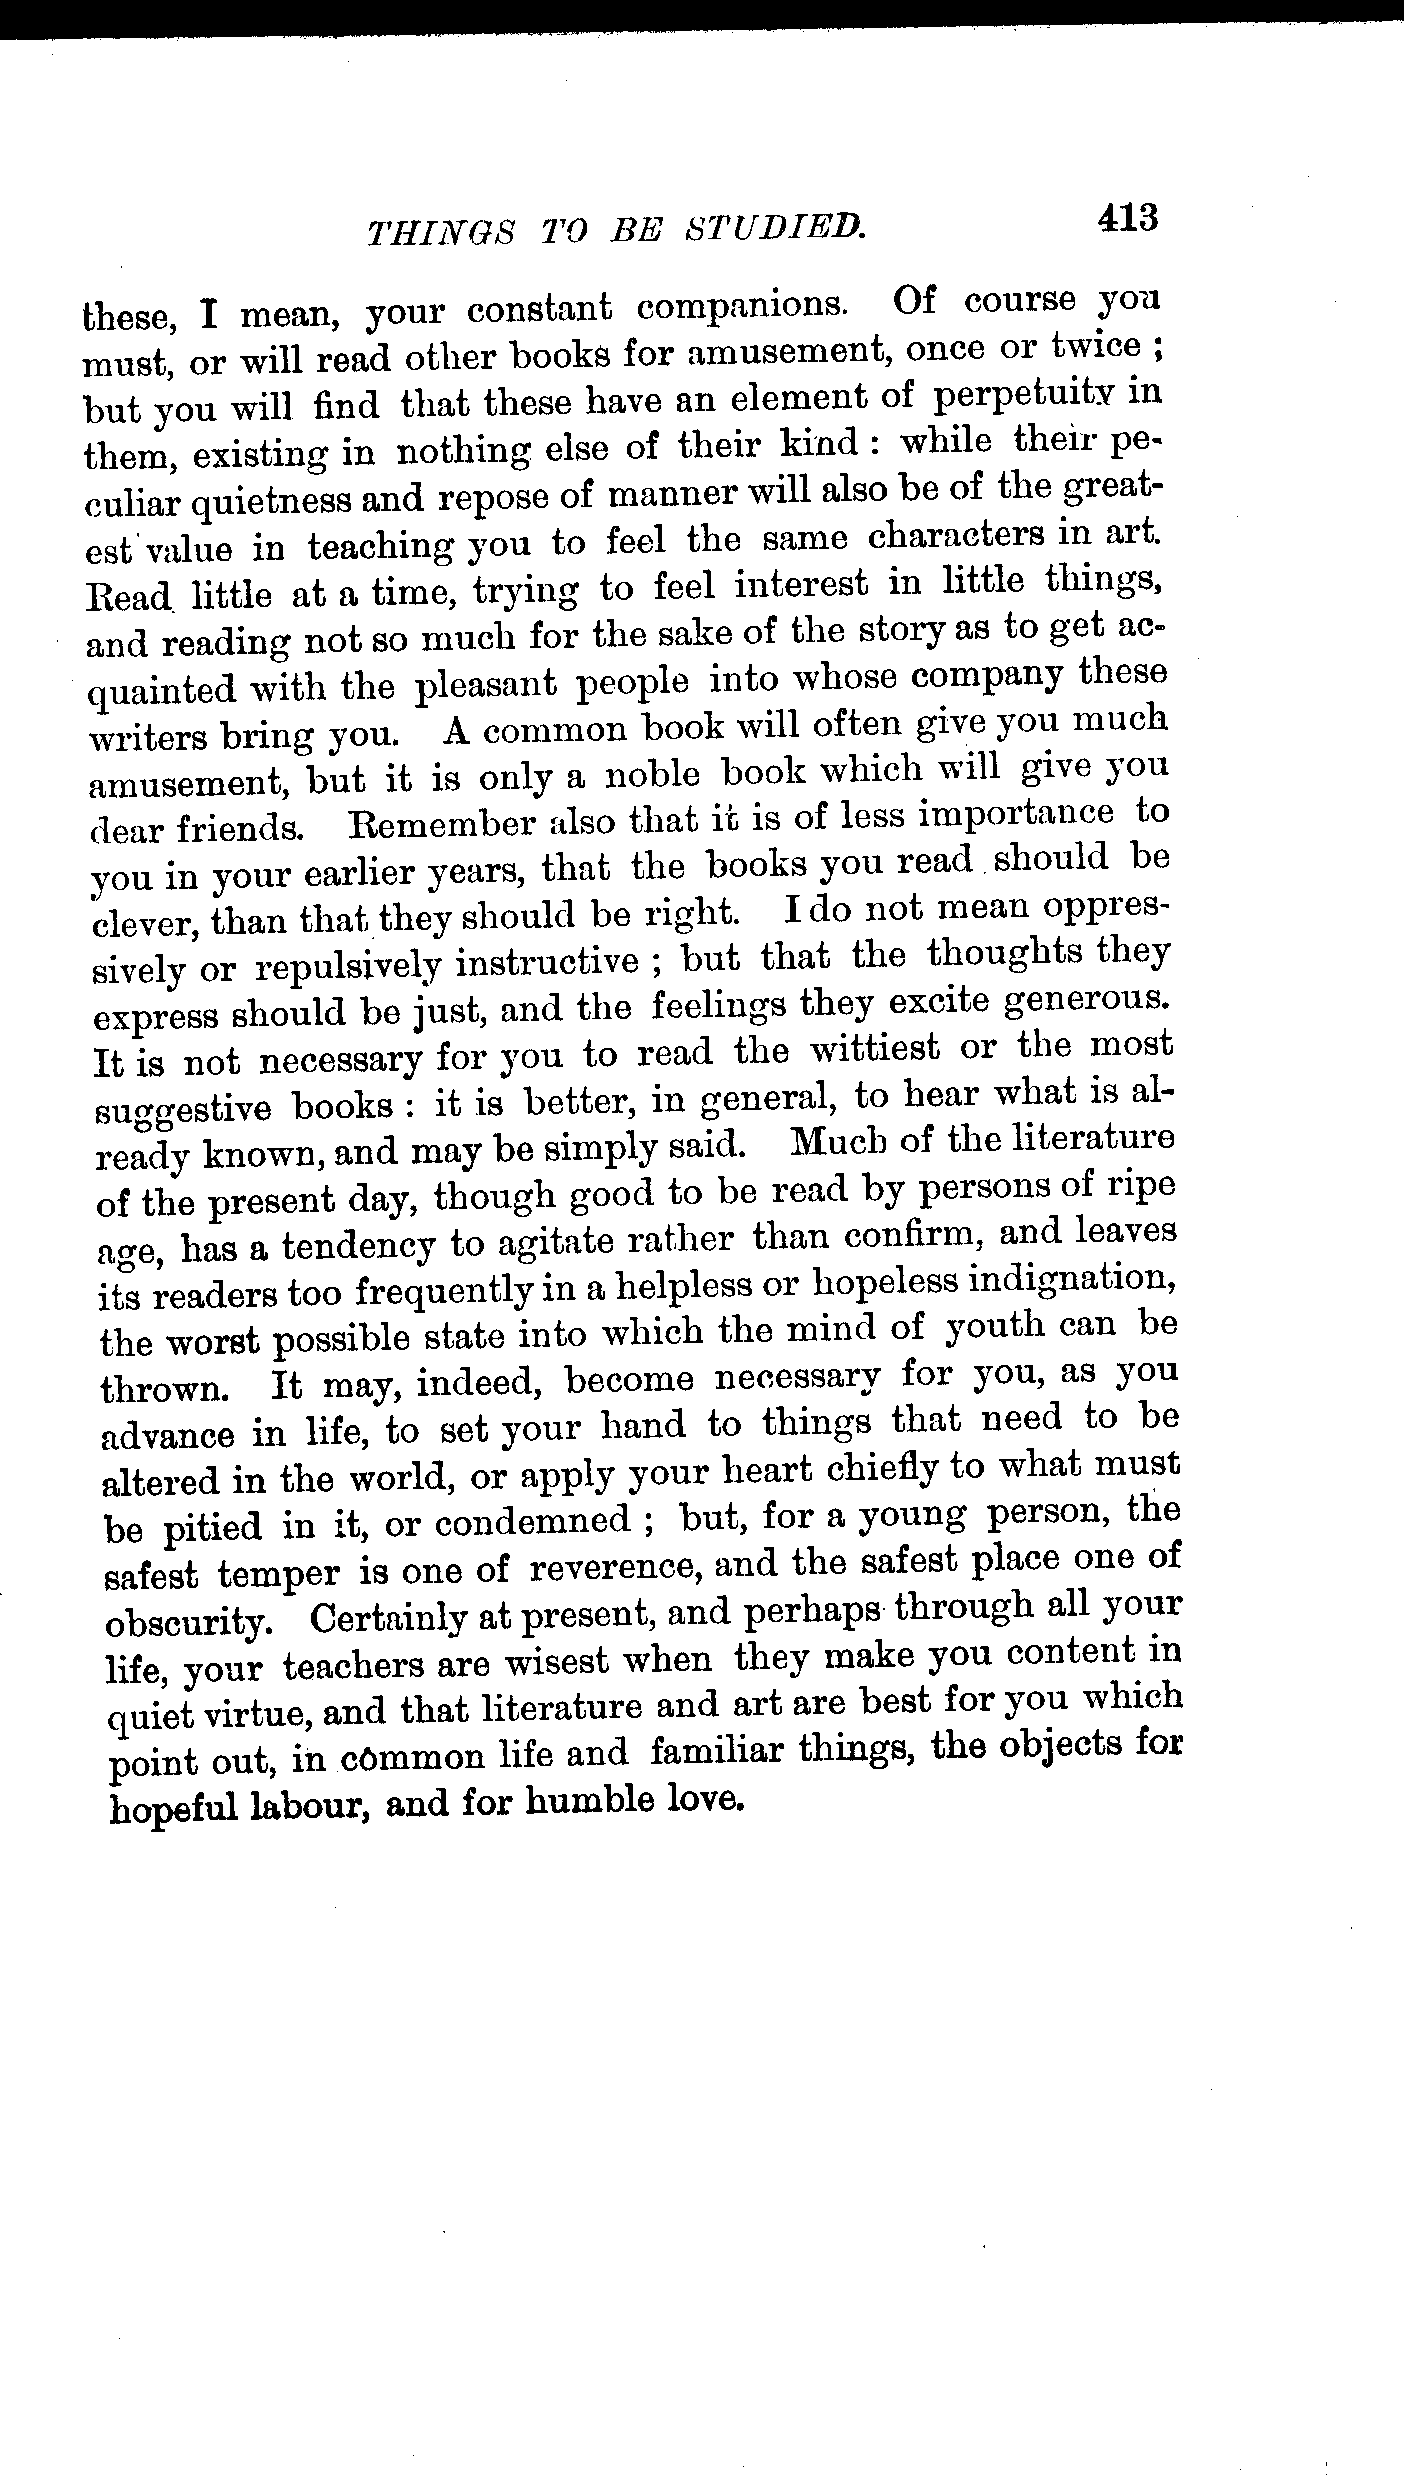 THINGS TO BE STUDIED. 413
these, I mean, your constant companions. Of course you
must, or will read other books for amusement, once or twice ;
but you will find that these have an element of perpetuity in
them, existing in nothing else of their kind : while their pe-
culiar quietness and repose of manner will also be of the great-
est value in teaching you to feel the same characters in art.
Read little at a time, trying to feel interest in little things,
and reading not so much for the sake of the story as to get ac-
quainted with the pleasant people into whose company these
writers bring you. A common book will often give you much
amusement, but it is only a noble book which will give you
dear friends. Remember also that it is of less importance to
you in your earlier years, that the books you read should be
clever, than that they should be right. I do not mean oppres-
sively or repulsively instructive ; but that the thoughts they
express should be just, and the feelings they excite generous.
It is not necessary for you to read the wittiest or the most
suggestive books : it is better, in general, to hear what is al-
ready known, and may be simply said. Much of the literature
of the present day, though good to be read by persons of ripe
age, has a tendency to agitate rather than confirm, and leaves
its readers too frequently in a helpless or hopeless indignation,
the worst possible state into which the mind of youth can be
thrown. It may, indeed, become necessary for you, as you
advance in life, to set your hand to things that need to be
altered in the world, or apply your heart chiefly to what must
be pitied in it, or condemned ; but, for a young person, the
safest temper is one of reverence, and the safest place one of
obscurity. Certainly at present, and perhaps through all your
life, your teachers are wisest when they make you content in
quiet virtue, and that literature and art are best for you which
point out, in common life and familiar things, the objects for
hopeful labour, and for humble love.